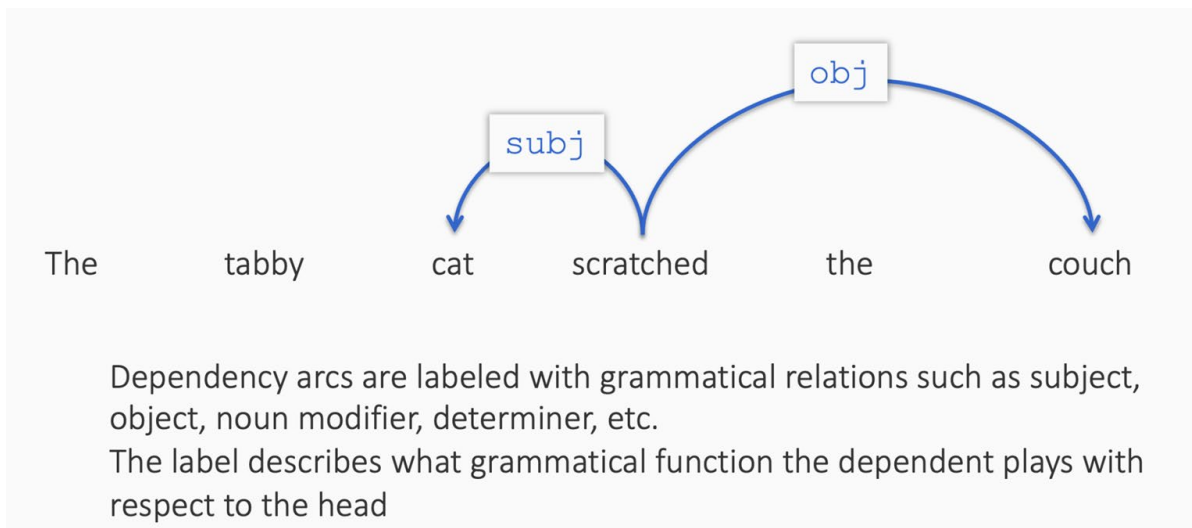 obj
subj
The tabby cat scratched the couch
Dependency arcs are labeled with grammatical relations such as subject,
object, noun modifier, determiner, etc.
The label describes what grammatical function the dependent plays with
respect to the head